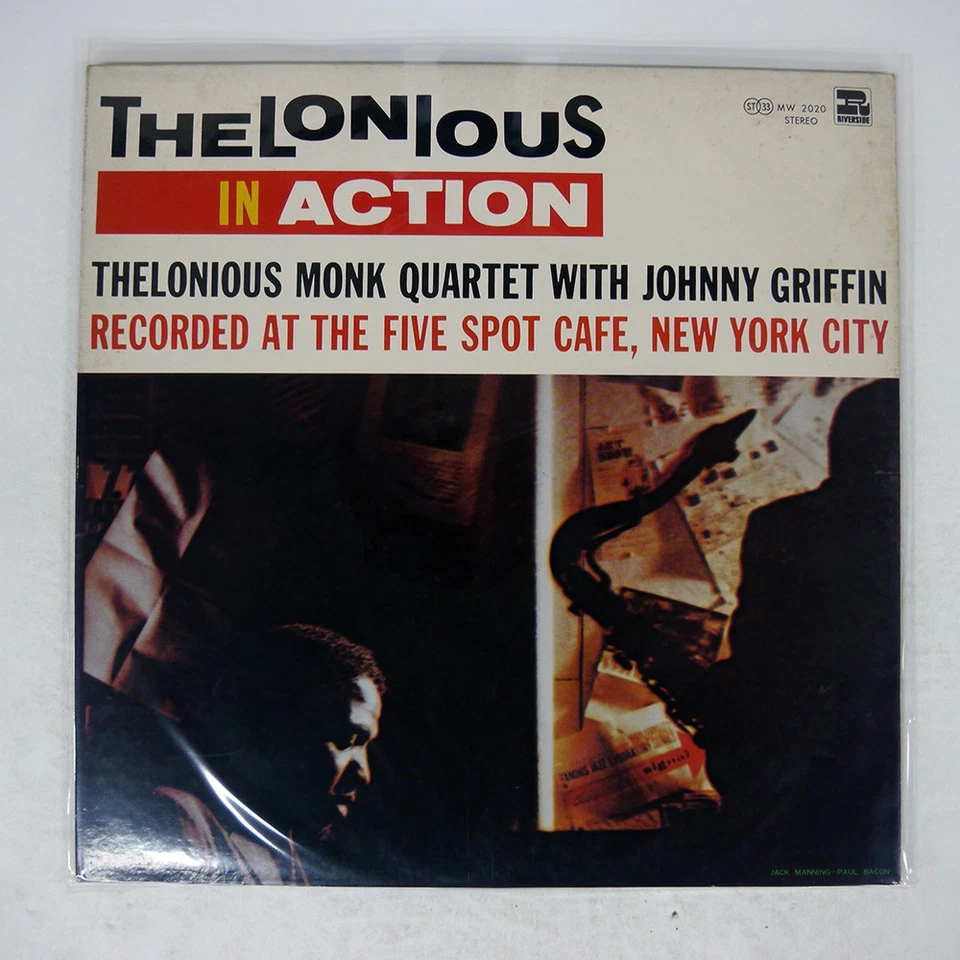 THELONIOUS
IN ACTION
ST 33 MW 2020
STEREO
R
RIVERSIDE
THELONIOUS MONK QUARTET WITH JOHNNY GRIFFIN
RECORDED AT THE FIVE SPOT CAFE, NEW YORK CITY
JACK MANNING-PAUL BACON